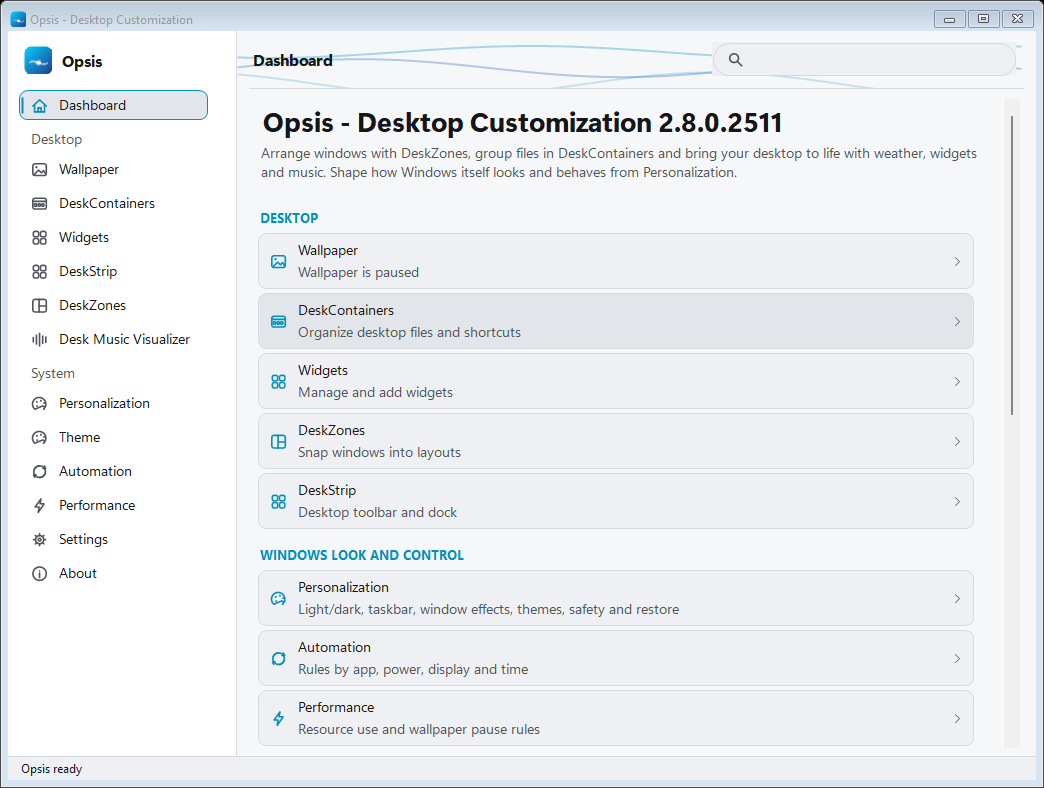 Opsis - Desktop Customization
Opsis
Dashboard
Desktop
Wallpaper
DeskContainers
Widgets
DeskStrip
DeskZones
Desk Music Visualizer
System
Personalization
Theme
Automation
Performance
Settings
About
Dashboard
Opsis - Desktop Customization 2.8.0.2511
Arrange windows with DeskZones, group files in DeskContainers and bring your desktop to life with weather, widgets
and music. Shape how Windows itself looks and behaves from Personalization.
DESKTOP
Wallpaper
Wallpaper is paused
DeskContainers
Organize desktop files and shortcuts
Widgets
Manage and add widgets
DeskZones
Snap windows into layouts
DeskStrip
Desktop toolbar and dock
WINDOWS LOOK AND CONTROL
Personalization
Light/dark, taskbar, window effects, themes, safety and restore
Automation
Rules by app, power, display and time
Performance
Resource use and wallpaper pause rules
Opsis ready